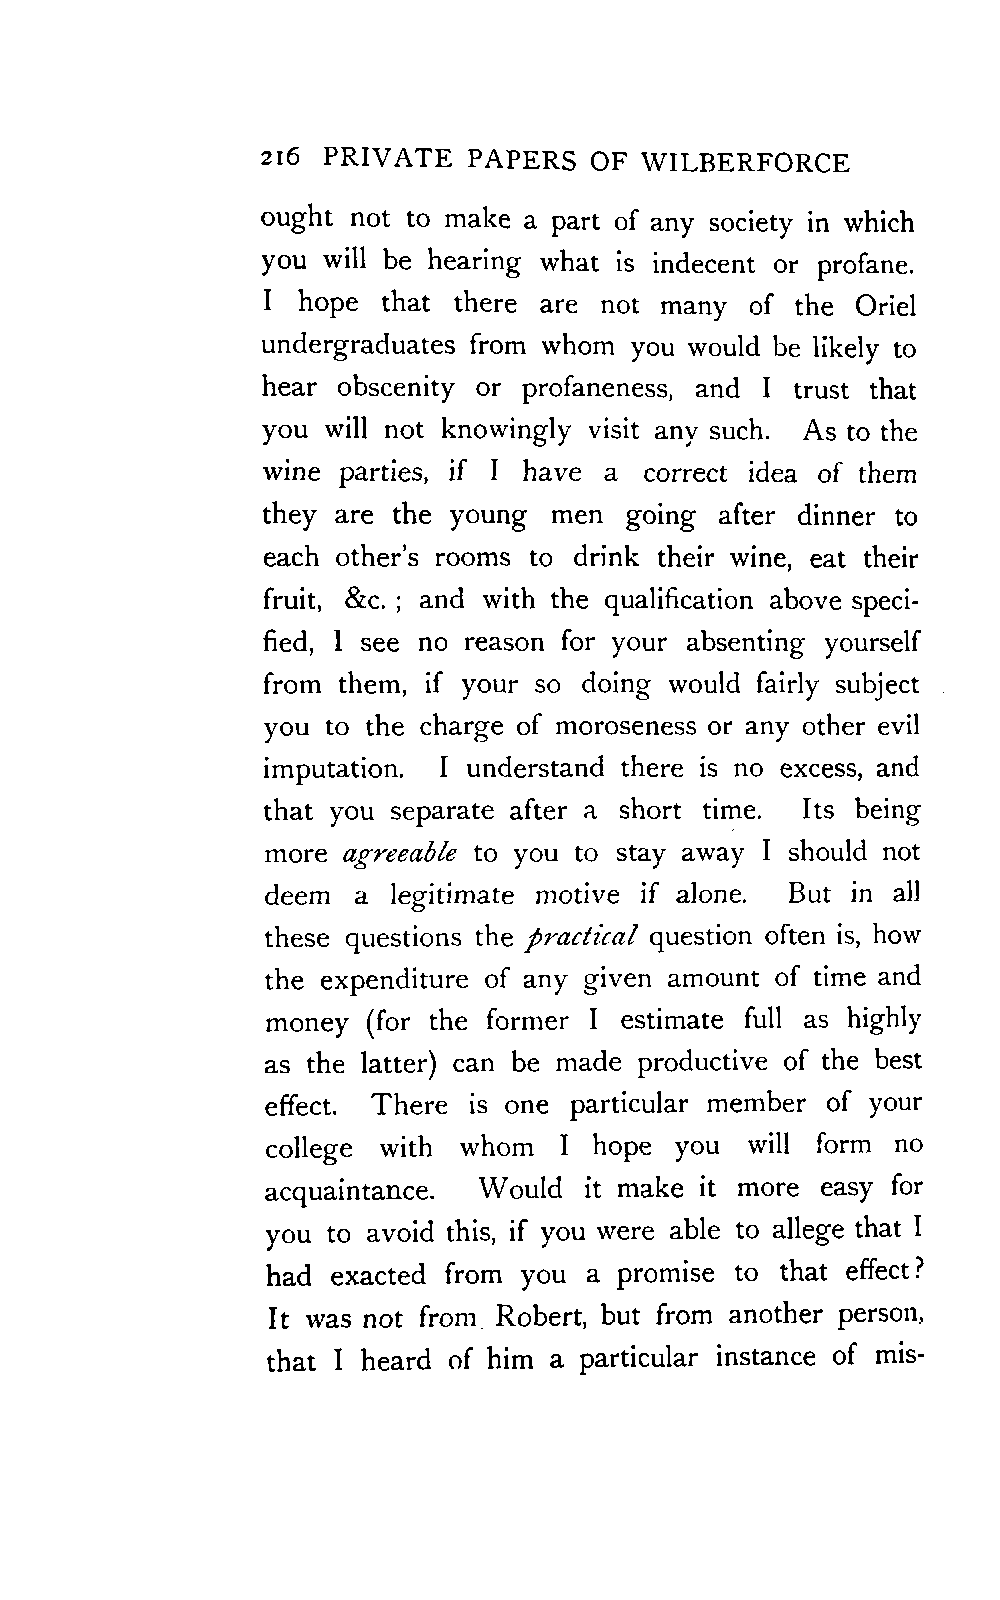 216 PRIVATE PAPERS OF WILBERFORCE
ought not to make a part of any society in which
you will be hearing what is indecent or profane.
I hope that there are not many of the Oriel
undergraduates from whom you would be likely to
hear obscenity or profaneness, and I trust that
you will not knowingly visit any such. As to the
wine parties, if I have a correct idea of them
they are the young men going after dinner to
each other's rooms to drink their wine, eat their
fruit, &c. ; and with the qualification above speci-
fied, I see no reason for your absenting yourself
from them, if your so doing would fairly subject
you to the charge of moroseness or any other evil
imputation. I understand there is no excess, and
that you separate after a short time. Its being
more agreeable to you to stay away I should not
deem a legitimate motive if alone. But in all
these questions the practical question often is, how
the expenditure of any given amount of time and
money (for the former I estimate full as highly
as the latter) can be made productive of the best
effect. There is one particular member of your
college with whom I hope you will form no
acquaintance. Would it make it more easy for
you to avoid this, if you were able to allege that I
had exacted from you a promise to that effect?
It was not from Robert, but from another person,
that I heard of him a particular instance of mis-